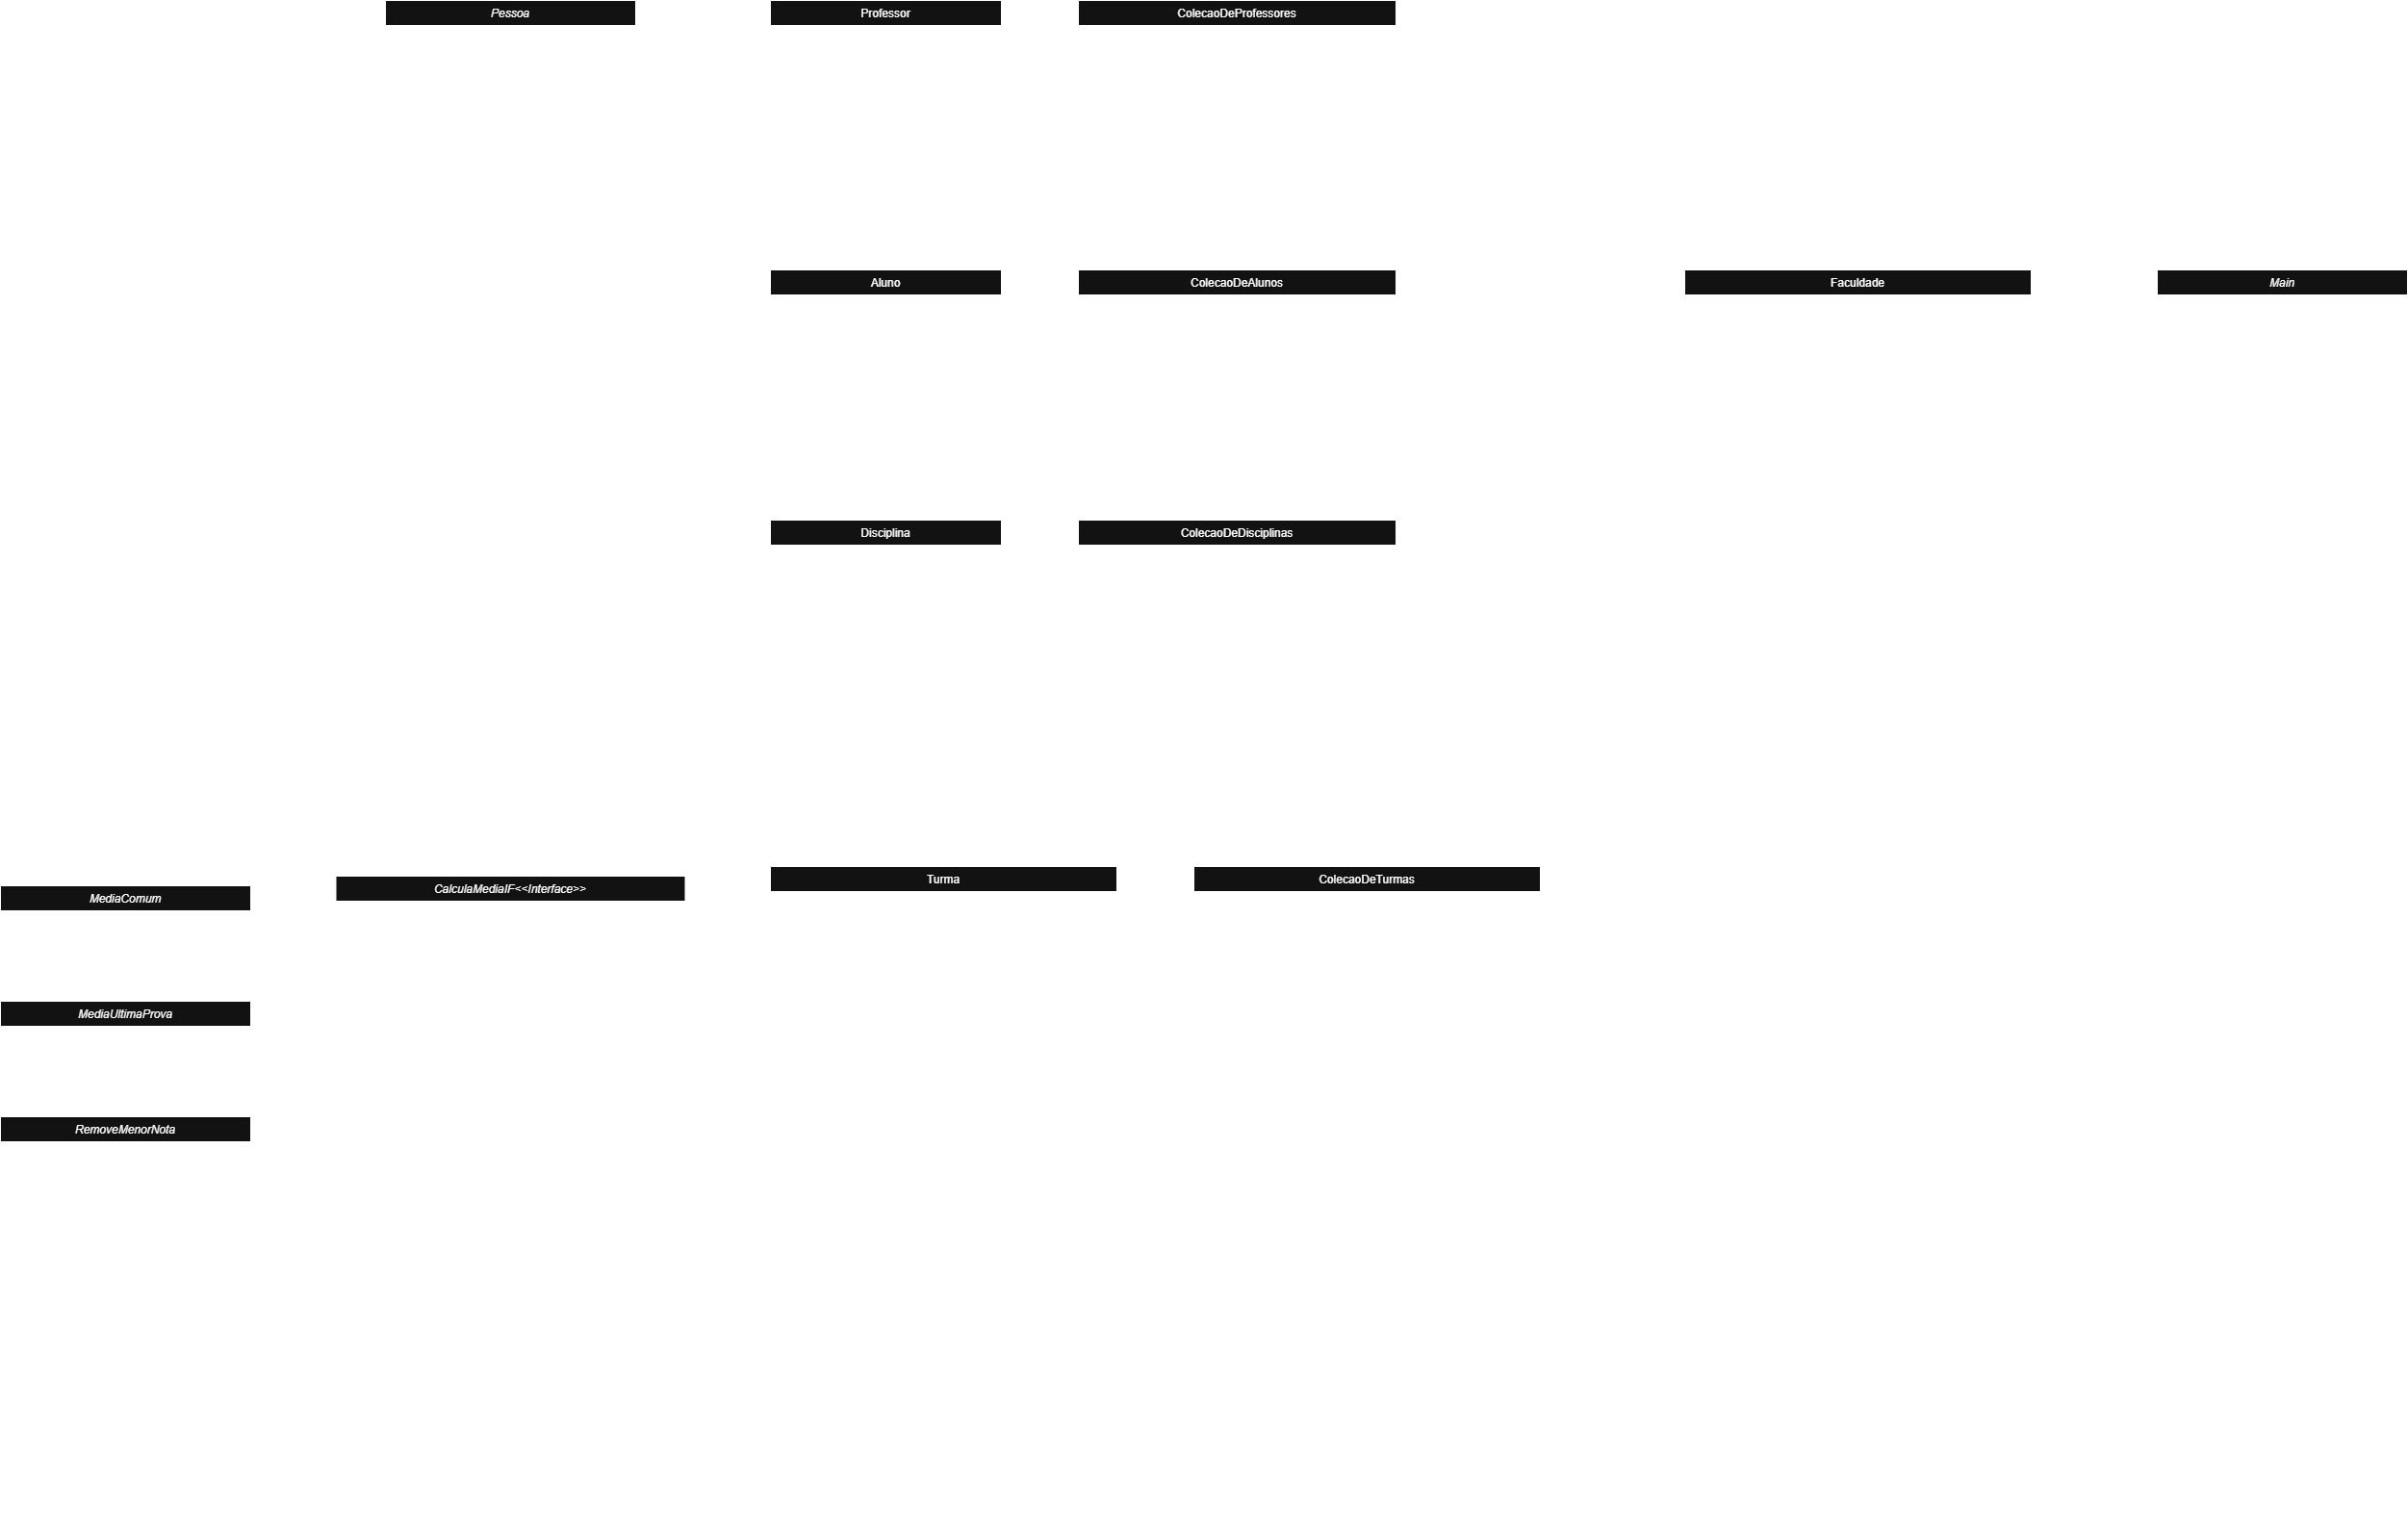 Pessoa
Professor
ColecaoDeProfessores
Aluno
ColecaoDeAlunos
Faculdade
Main
Disciplina
ColecaoDeDisciplinas
Turma
ColecaoDeTurmas
CalculaMediaIF<<Interface>>
MediaComum
MediaUltimaProva
RemoveMenorNota